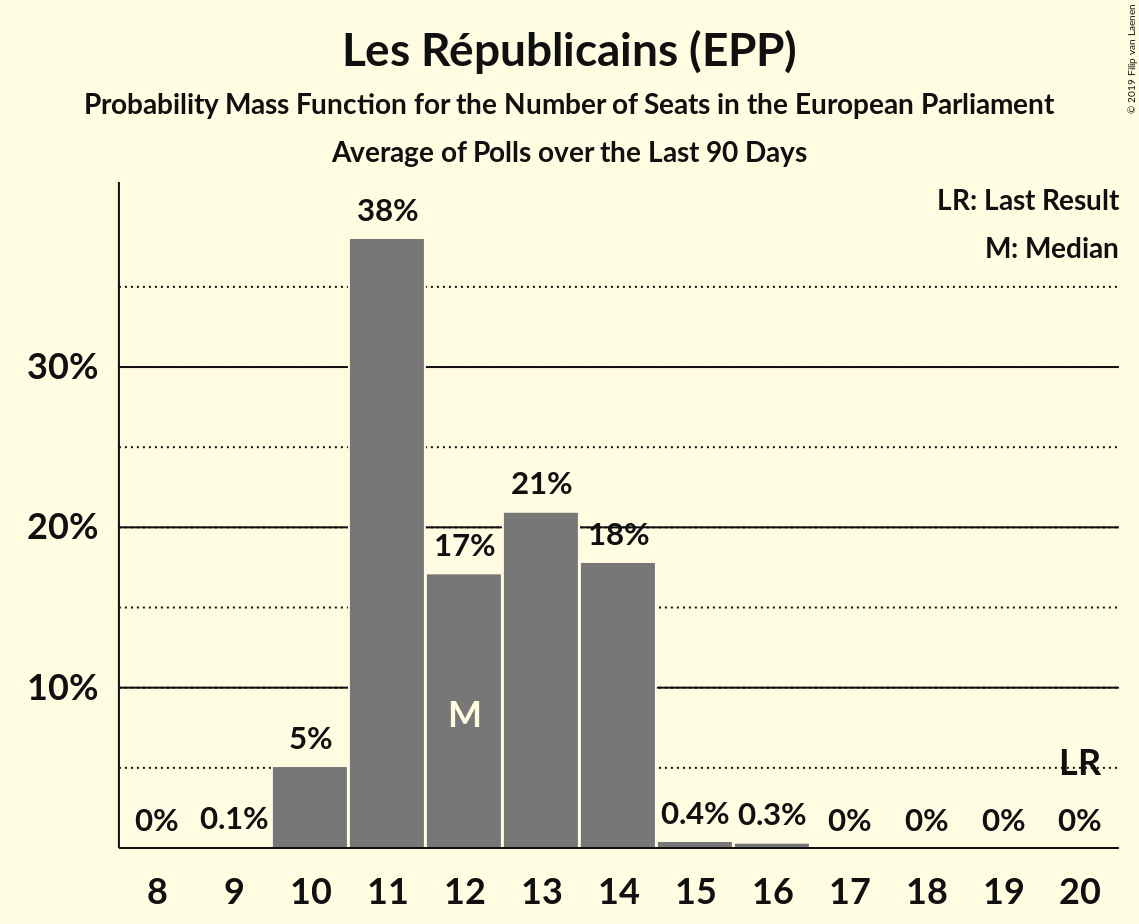 Les Républicains (EPP)
Probability Mass Function for the Number of Seats in the European Parliament
Average of Polls over the Last 90 Days
© 2019 Filip van Laenen
LR: Last Result
M: Median
38%
30%
21%
20%
18%
17%
10%
M
5%
LR
0%
0.1%
0.4%
0.3%
0%
0%
0%
0%
8 9 10 11 12 13 14 15 16 17 18 19 20